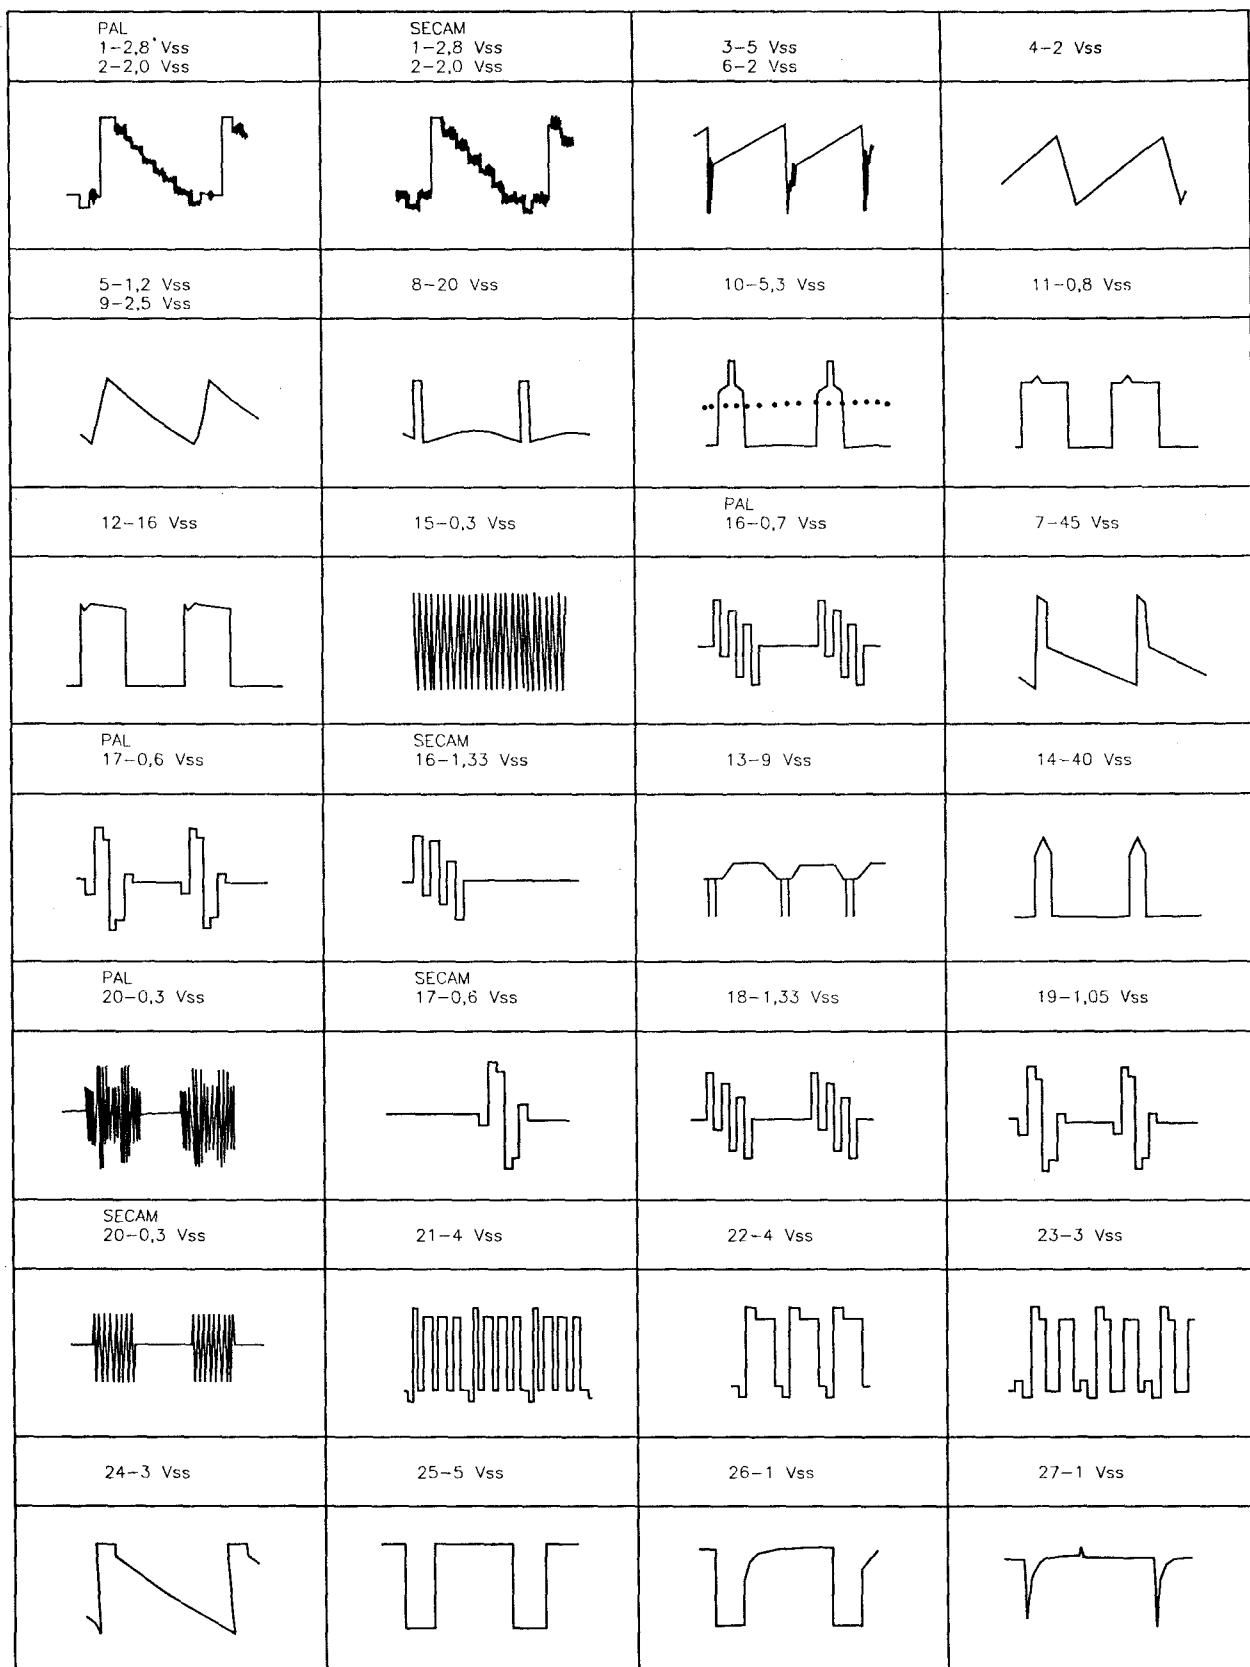 PAL
1-2,8 Vss
2-2,0 Vss
SECAM
1-2,8 Vss
2-2,0 Vss
3-5 Vss
6-2 Vss
4-2 Vss
5-1,2 Vss
9-2,5 Vss
8-20 Vss
10-5,3 Vss
11-0,8 Vss
12-16 Vss
15-0,3 Vss
PAL
16-0,7 Vss
7-45 Vss
PAL
17-0,6 Vss
SECAM
16-1,33 Vss
13-9 Vss
14-40 Vss
PAL
20-0,3 Vss
SECAM
17-0,6 Vss
18-1,33 Vss
19-1,05 Vss
SECAM
20-0,3 Vss
21-4 Vss
22-4 Vss
23-3 Vss
24-3 Vss
25-5 Vss
26-1 Vss
27-1 Vss